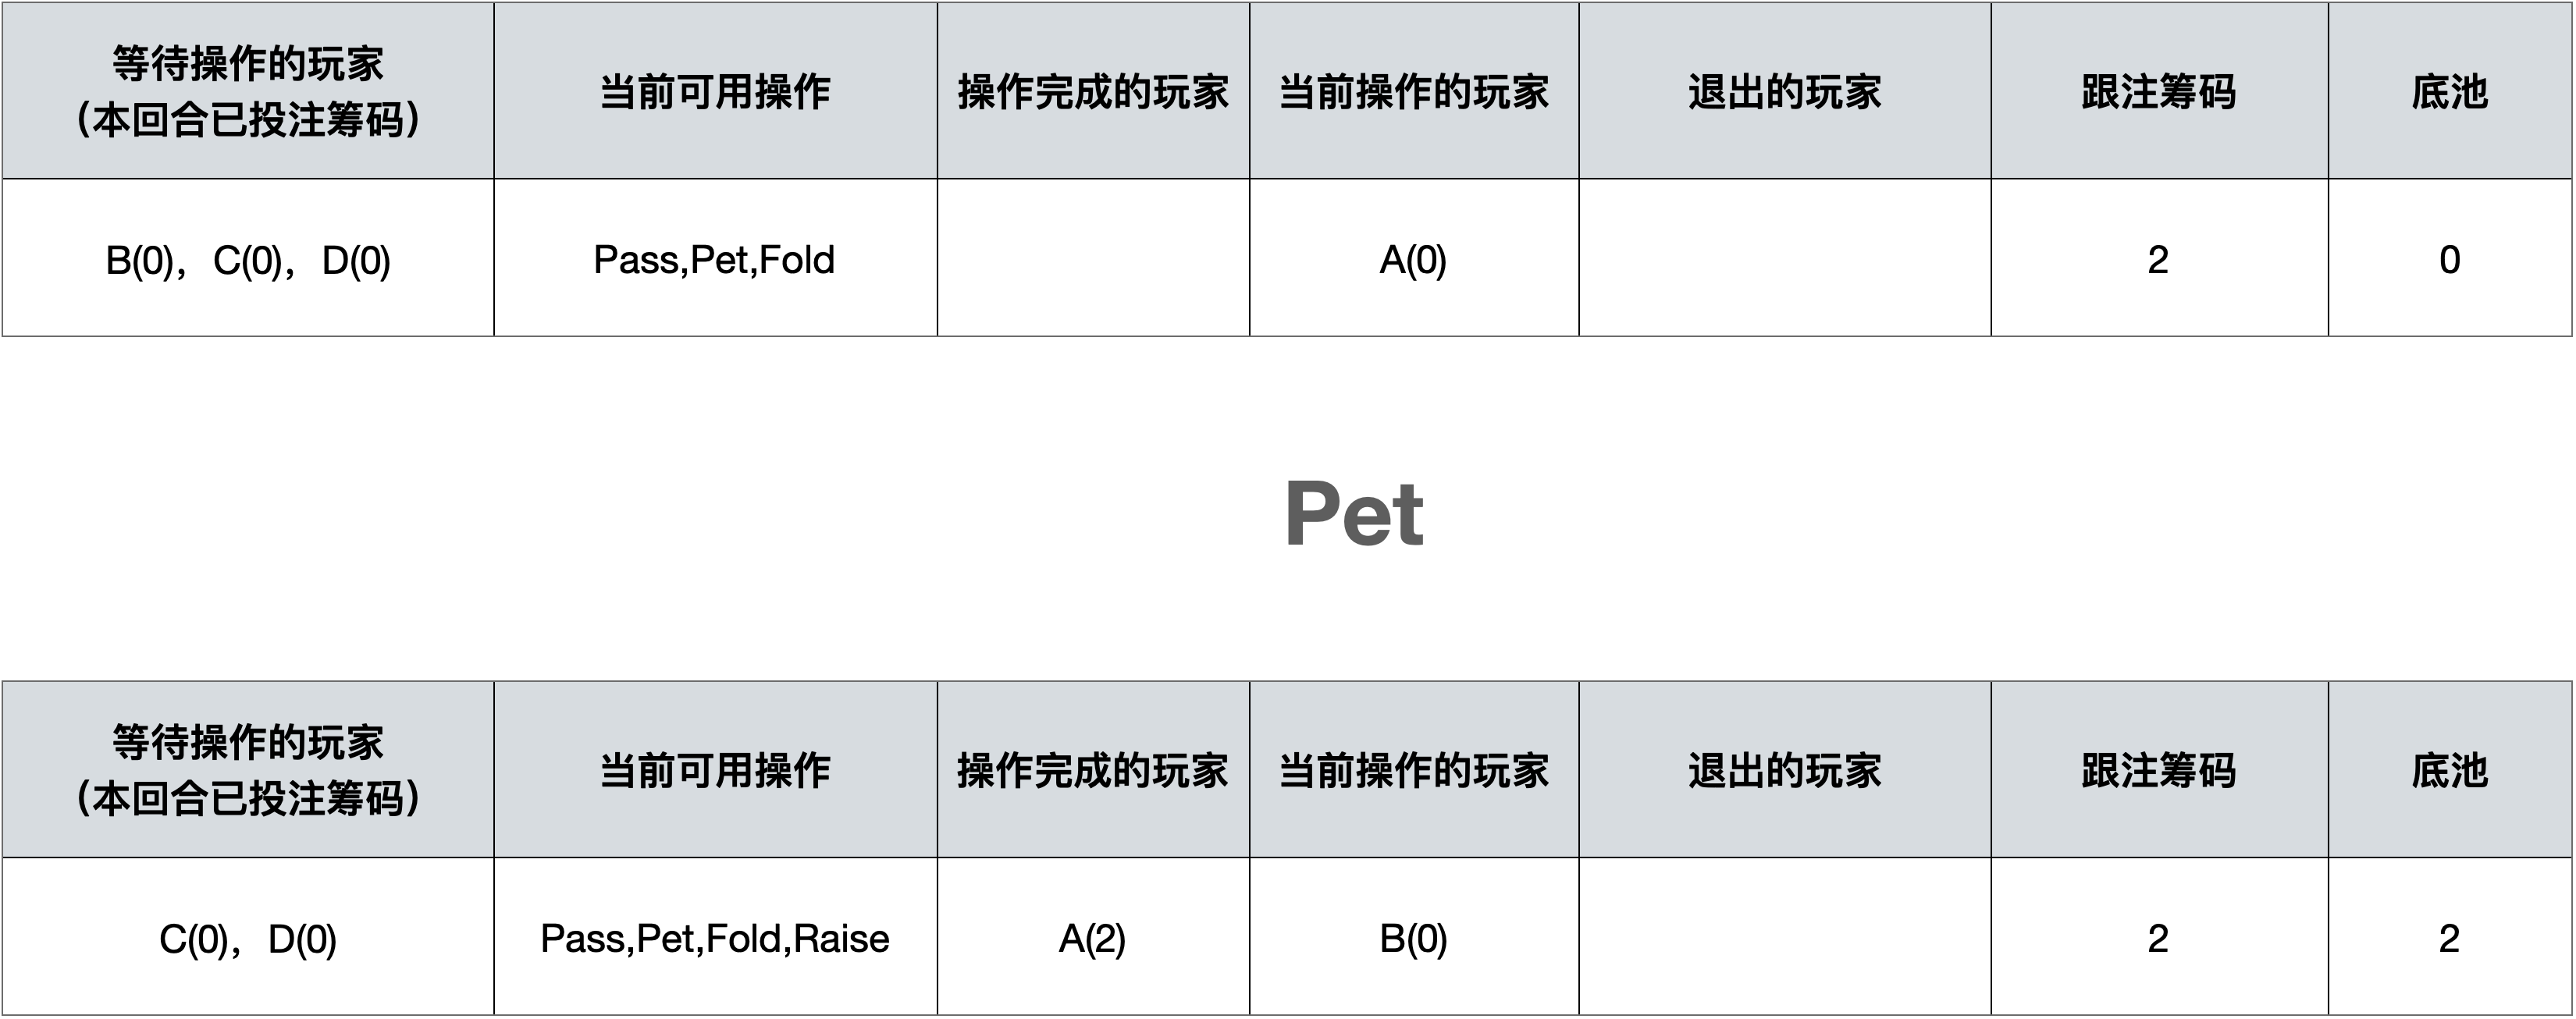 等待操作的玩家
（本回合已投注筹码）
当前可用操作
操作完成的玩家
当前操作的玩家
退出的玩家
跟注筹码
底池
B(0)，C(0)，D(0)
Pass,Pet,Fold
A(0)
2
0
Pet
等待操作的玩家
（本回合已投注筹码）
当前可用操作
操作完成的玩家
当前操作的玩家
退出的玩家
跟注筹码
底池
C(0)，D(0)
Pass,Pet,Fold,Raise
A(2)
B(0)
2
2